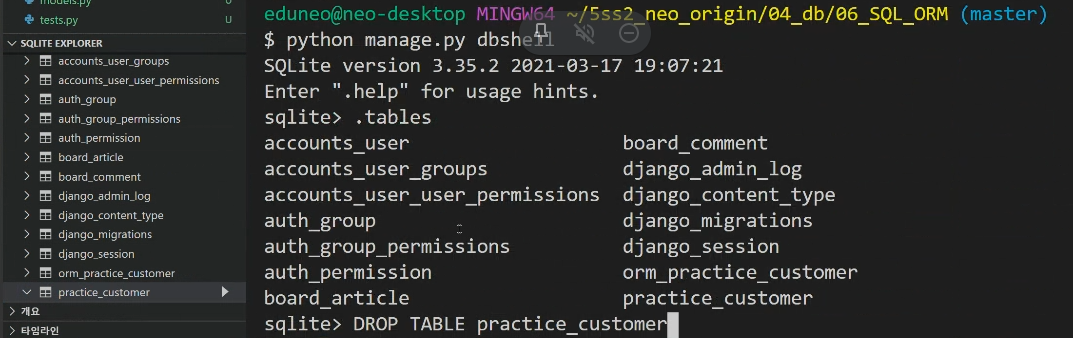 models.py 6
tests.py U
SQLITE EXPLORER
accounts_user_groups
accounts_user_user_permissions
auth_group
auth_group_permissions
auth_permission
board_article
board_comment
django_admin_log
django_content_type
django_migrations
django_session
orm_practice_customer
practice_customer
개요
타임라인
eduneo@neo-desktop MINGW64 ~/5ss2_neo_origin/04_db/06_SQL_ORM (master)
$ python manage.py dbshell
SQLite version 3.35.2 2021-03-17 19:07:21
Enter ".help" for usage hints.
sqlite> .tables
accounts_user board_comment
accounts_user_groups django_admin_log
accounts_user_user_permissions django_content_type
auth_group django_migrations
auth_group_permissions django_session
auth_permission orm_practice_customer
board_article practice_customer
sqlite> DROP TABLE practice_customer